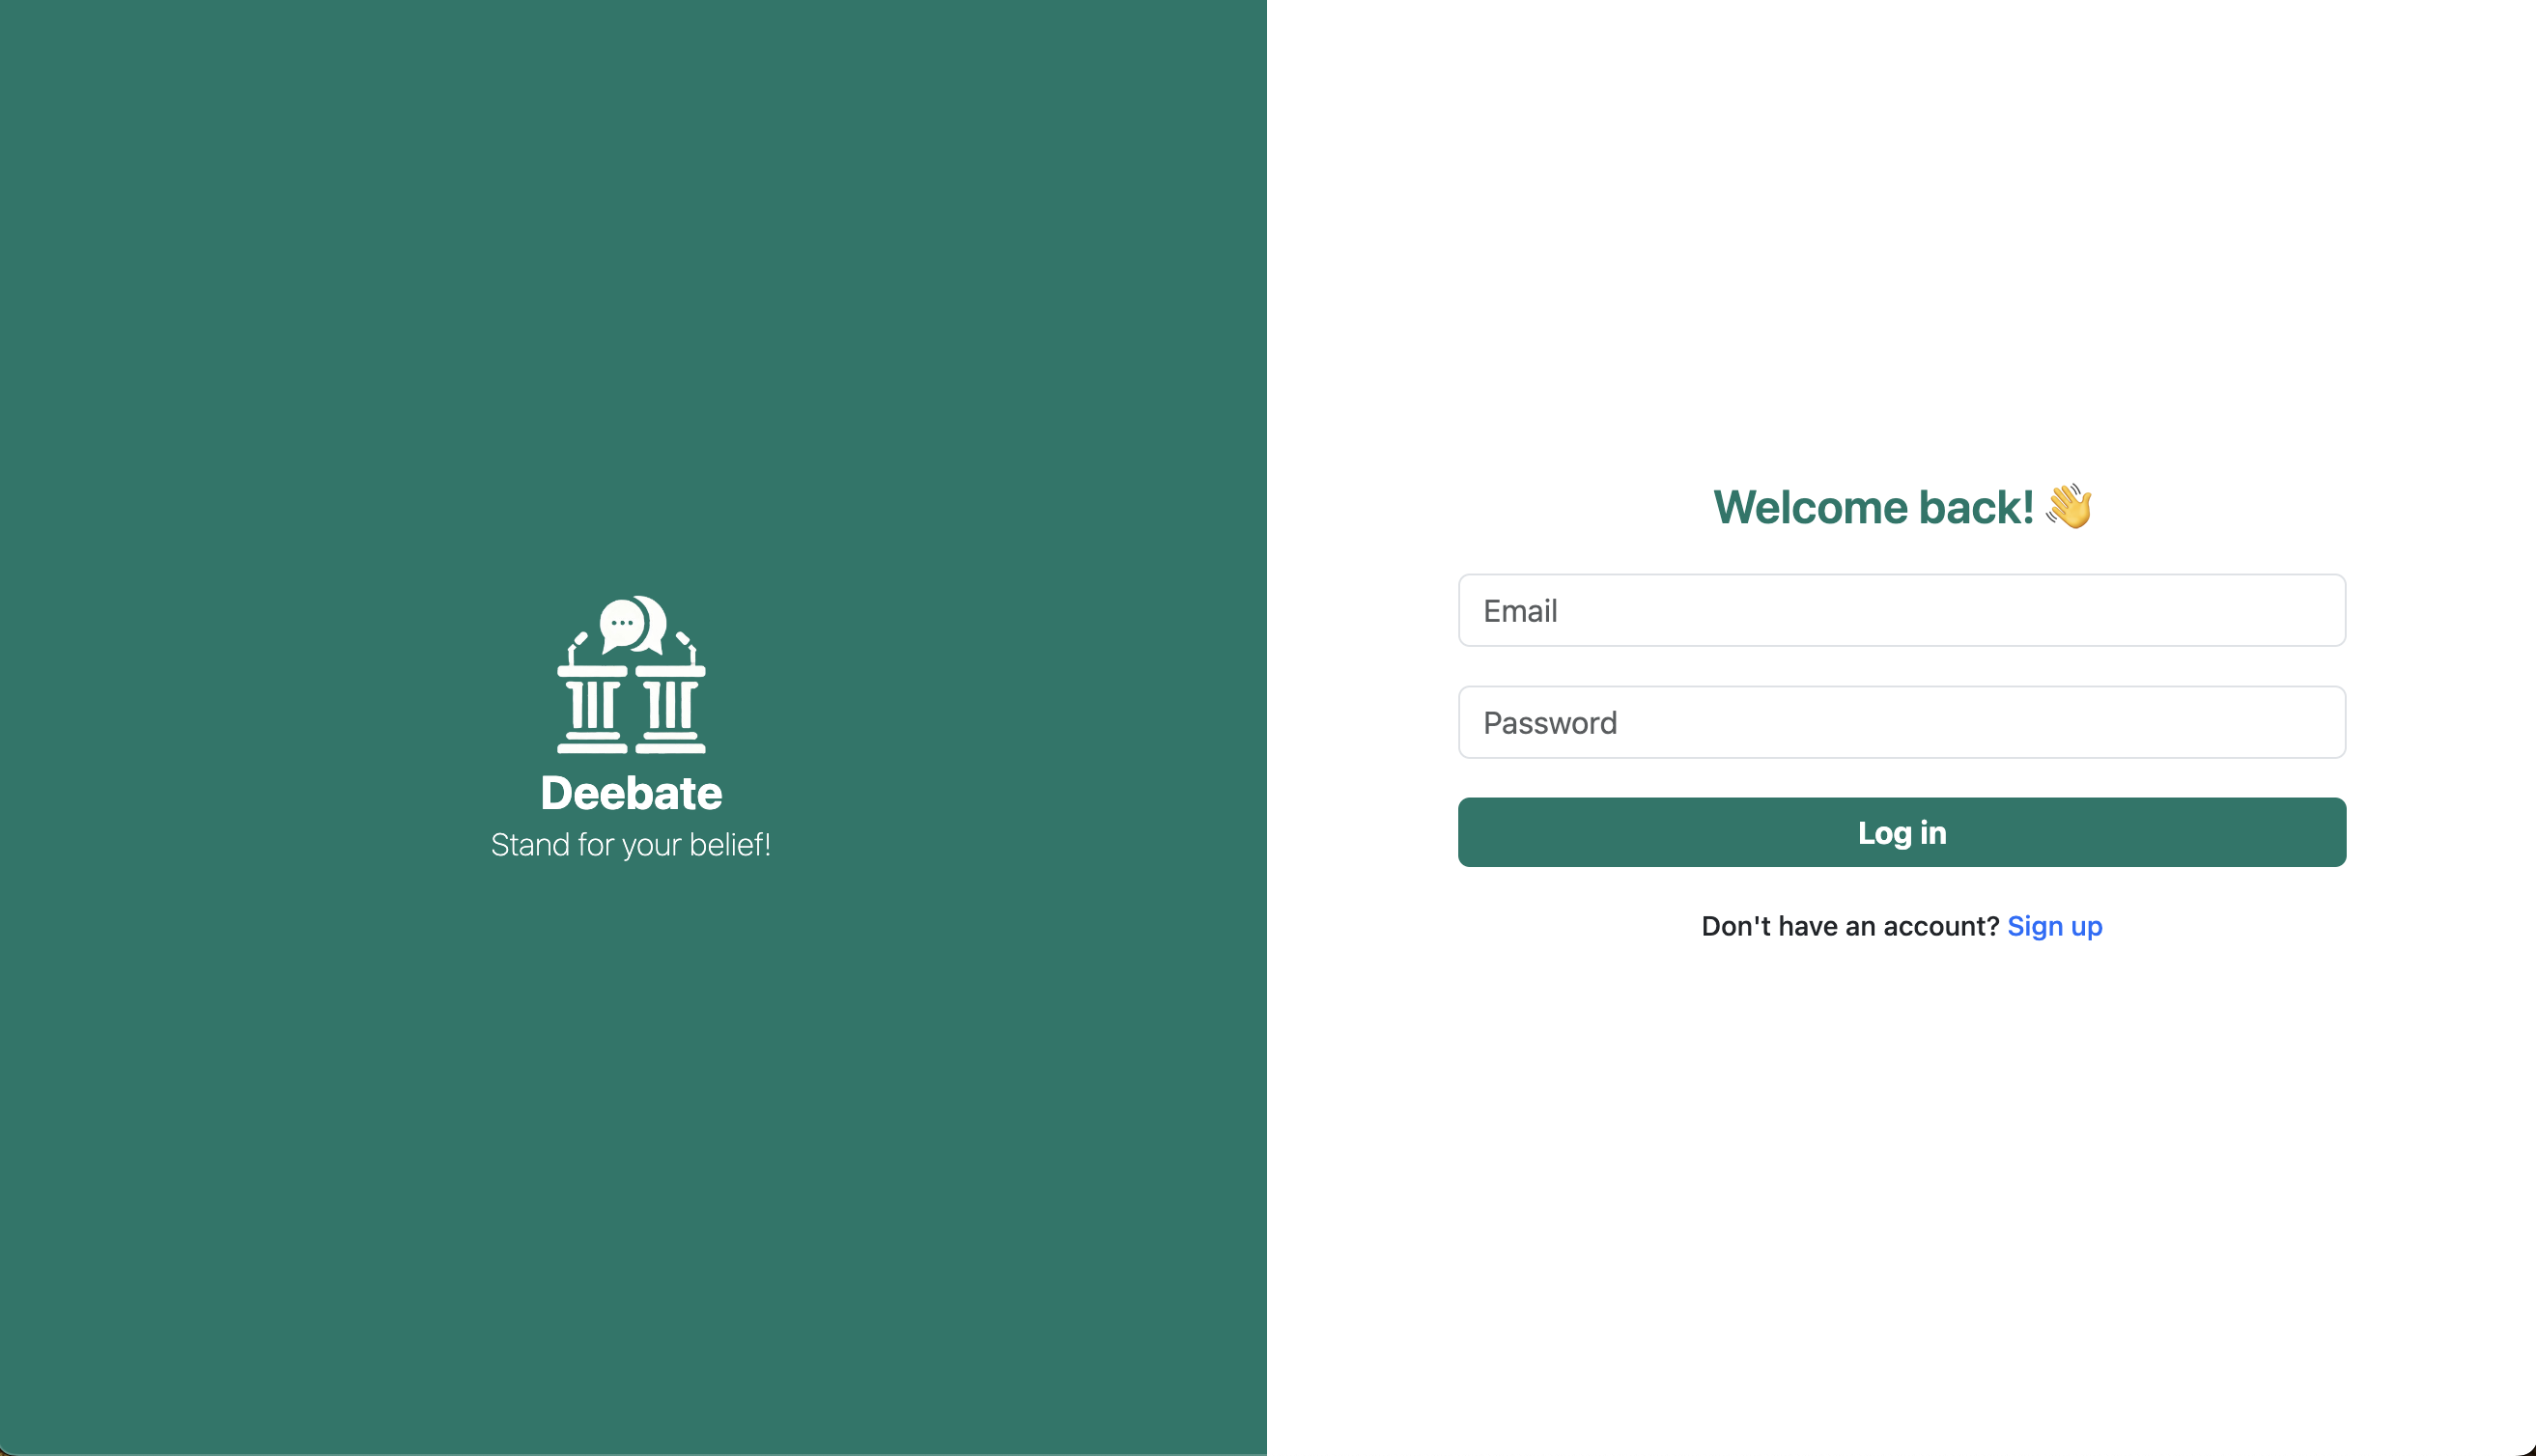 Deebate
Stand for your belief!
Welcome back! 👋
Email
Password
Log in
Don't have an account? Sign up